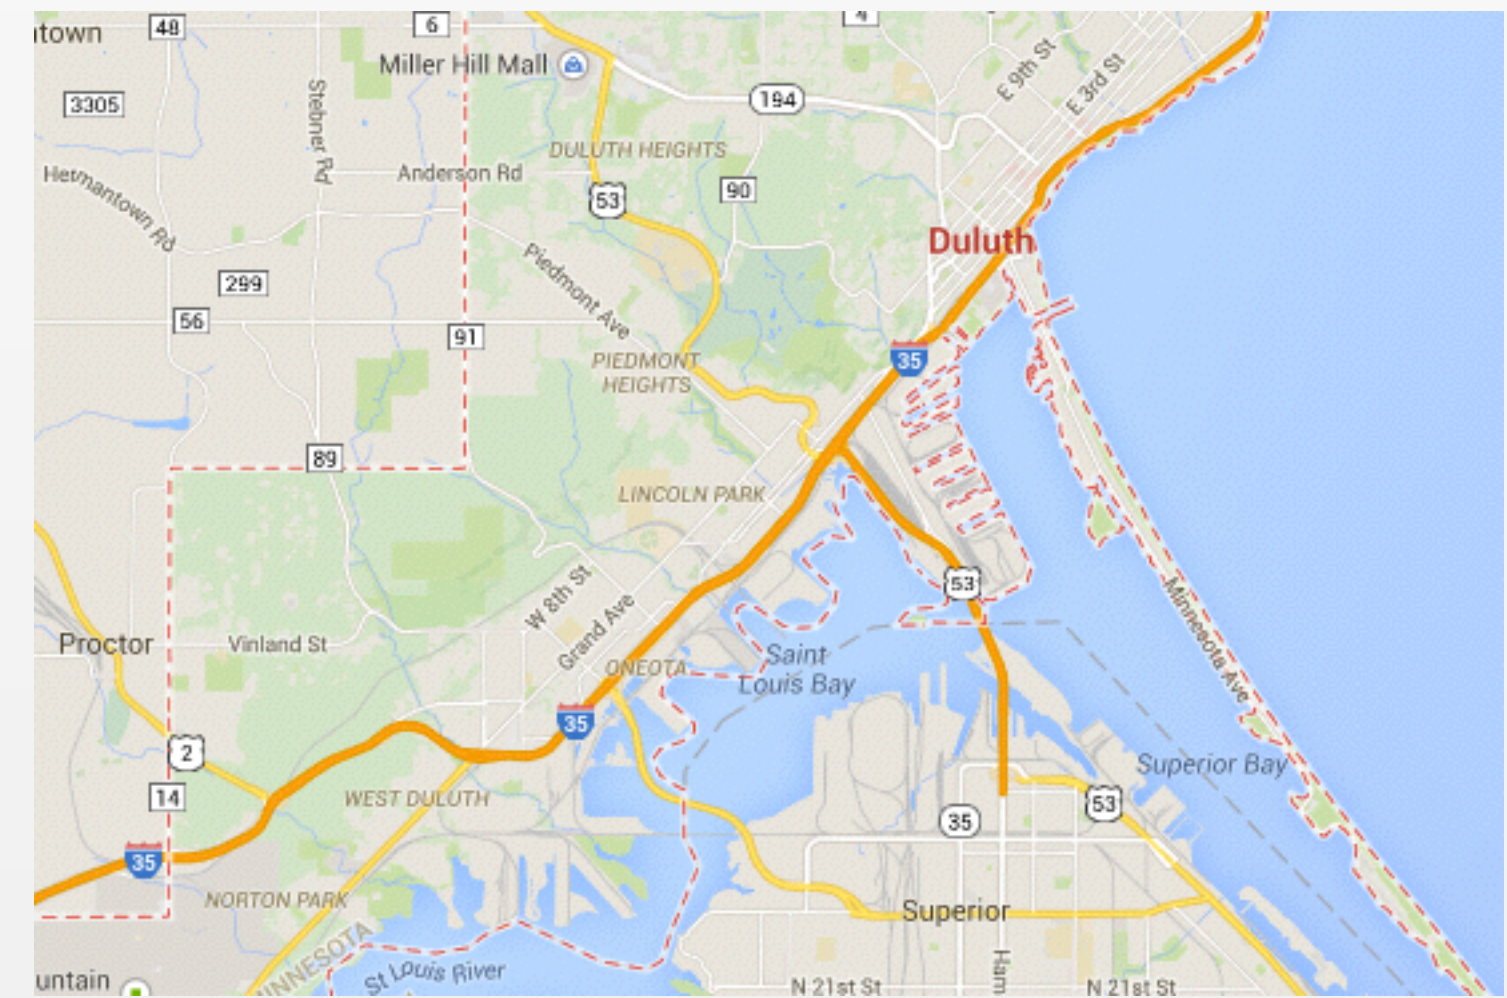 ntown
48
6
4
Miller Hill Mall
3305
194
E 9th St
E 3rd St
Stebner Rd
DULUTH HEIGHTS
Hermantown Rd
Anderson Rd
53
90
Duluth
Piedmont Ave
299
56
91
35
PIEDMONT
HEIGHTS
89
LINCOLN PARK
53
W 8th St
Grand Ave
Minnesota Ave
Proctor
Vinland St
ONEOTA
Saint
Louis Bay
35
2
Superior Bay
14
WEST DULUTH
53
35
35
NORTON PARK
Superior
MINNESOTA
St Louis River
untain
Ham
N 21st St
N 21st St